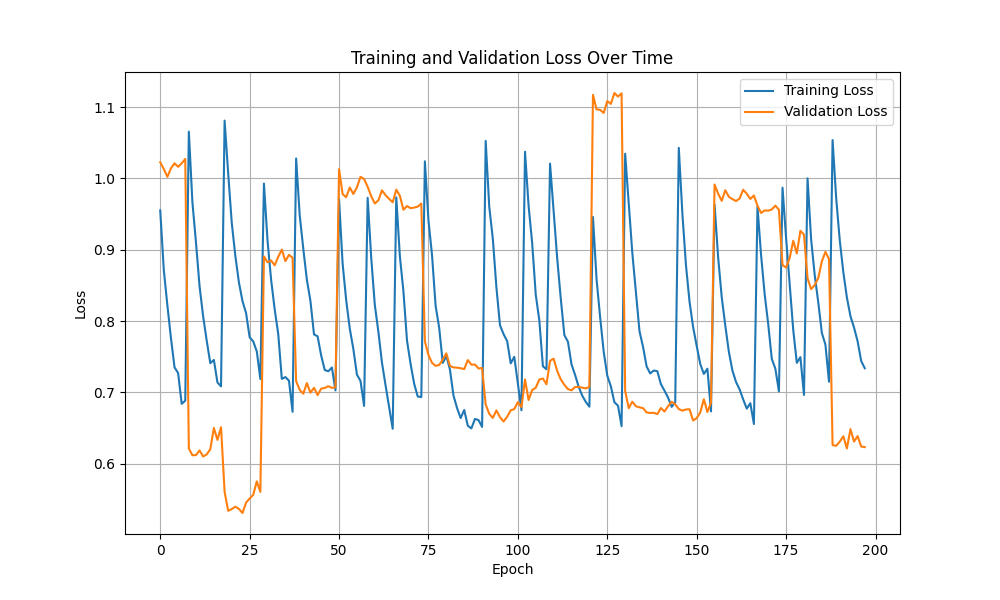 Training and Validation Loss Over Time
Training Loss
Validation Loss
1.1
1.0
0.9
0.8
0.7
0.6
Loss
0 25 50 75 100 125 150 175 200
Epoch